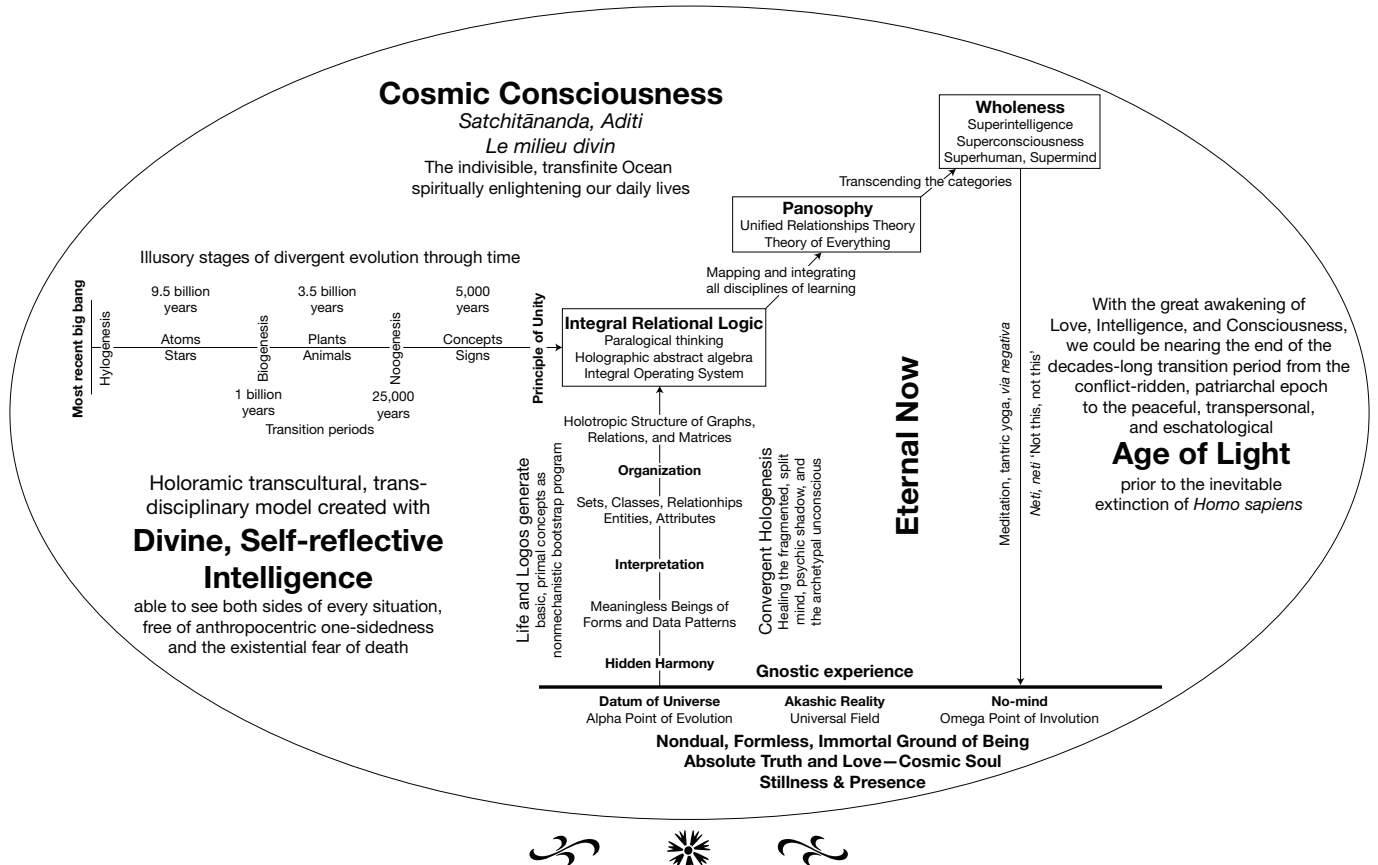 Cosmic Consciousness
Satchitānanda, Aditi
Le milieu divin
The indivisible, transfinite Ocean
spiritually enlightening our daily lives
Wholeness
Superintelligence
Superconsciousness
Superhuman, Supermind
Transcending the categories
Panosophy
Unified Relationships Theory
Theory of Everything
Mapping and integrating
all disciplines of learning
Illusory stages of divergent evolution through time
Most recent big bang
Hylogenesis
9.5 billion
years
Atoms
Stars
Biogenesis
1 billion
years
3.5 billion
years
Plants
Animals
Noogenesis
25,000
years
Transition periods
5,000
years
Concepts
Signs
Principle of Unity
Integral Relational Logic
Paralogical thinking
Holographic abstract algebra
Integral Operating System
Holotropic Structure of Graphs,
Relations, and Matrices
Organization
Sets, Classes, Relationhips
Entities, Attributes
Interpretation
Meaningless Beings of
Forms and Data Patterns
Hidden Harmony
Life and Logos generate
basic, primal concepts as
nonmechanistic bootstrap program
Convergent Hologenesis
Healing the fragmented, split
mind, psychic shadow, and
the archetypal unconscious
Eternal Now
Meditation, tantric yoga, via negativa
Neti, neti ‘Not this, not this’
With the great awakening of
Love, Intelligence, and Consciousness,
we could be nearing the end of the
decades-long transition period from the
conflict-ridden, patriarchal epoch
to the peaceful, transpersonal,
and eschatological
Age of Light
prior to the inevitable
extinction of Homo sapiens
Holoramic transcultural, trans-
disciplinary model created with
Divine, Self-reflective
Intelligence
able to see both sides of every situation,
free of anthropocentric one-sidedness
and the existential fear of death
Gnostic experience
Datum of Universe
Alpha Point of Evolution
Akashic Reality
Universal Field
No-mind
Omega Point of Involution
Nondual, Formless, Immortal Ground of Being
Absolute Truth and Love—Cosmic Soul
Stillness & Presence